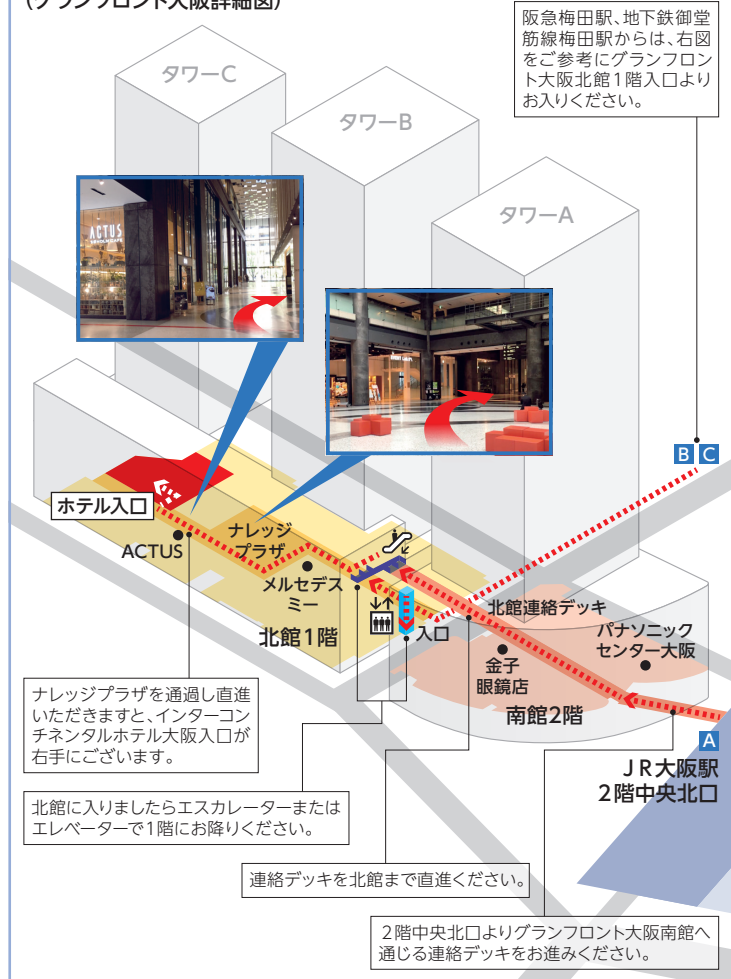 (グランフロント大阪詳細図)
阪急梅田駅、地下鉄御堂
筋線梅田駅からは、右図
をご参考にグランフロン
ト大阪北館1階入口より
お入りください。
タワーC
タワーB
タワーA
ACTUS
B C
ホテル入口
ACTUS
ナレッジ
プラザ
メルセデス
ミー
北館1階
入口
北館連絡デッキ
パナソニック
センター大阪
金子
眼鏡店
南館2階
A
JR大阪駅
2階中央北口
ナレッジプラザを通過し直進
いただきますと、インターコン
チネンタルホテル大阪入口が
右手にございます。
北館に入りましたらエスカレーターまたは
エレベーターで1階にお降りください。
連絡デッキを北館まで直進ください。
2階中央北口よりグランフロント大阪南館へ
通じる連絡デッキをお進みください。